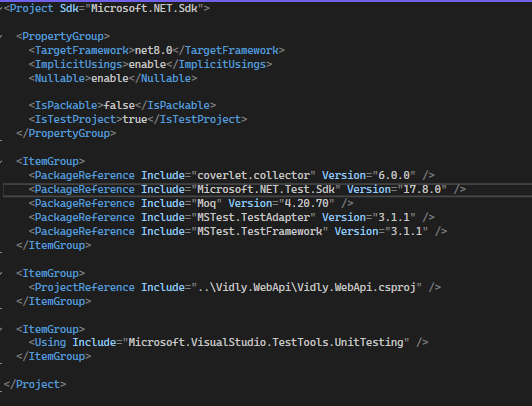 <Project Sdk="Microsoft.NET.Sdk">
<PropertyGroup>
<TargetFramework>net8.0</TargetFramework>
<ImplicitUsings>enable</ImplicitUsings>
<Nullable>enable</Nullable>
<IsPackable>false</IsPackable>
<IsTestProject>true</IsTestProject>
</PropertyGroup>
<ItemGroup>
<PackageReference Include="coverlet.collector" Version="6.0.0" />
<PackageReference Include="Microsoft.NET.Test.Sdk" Version="17.8.0" />
<PackageReference Include="Moq" Version="4.20.70" />
<PackageReference Include="MSTest.TestAdapter" Version="3.1.1" />
<PackageReference Include="MSTest.TestFramework" Version="3.1.1" />
</ItemGroup>
<ItemGroup>
<ProjectReference Include="..\Vidly.WebApi\Vidly.WebApi.csproj" />
</ItemGroup>
<ItemGroup>
<Using Include="Microsoft.VisualStudio.TestTools.UnitTesting" />
</ItemGroup>
</Project>